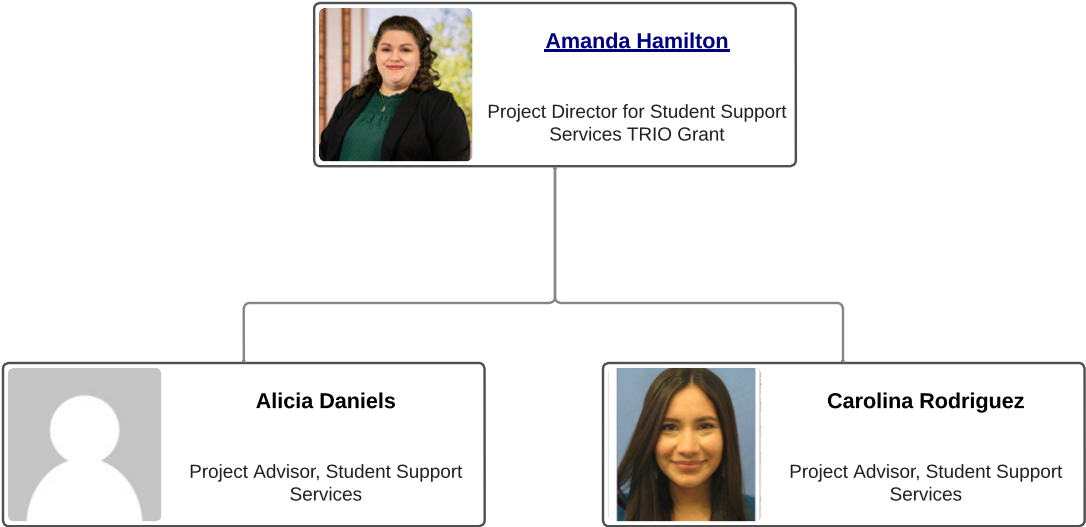 Amanda Hamilton
Project Director for Student Support
Services TRIO Grant
Alicia Daniels
Project Advisor, Student Support
Services
Carolina Rodriguez
Project Advisor, Student Support
Services